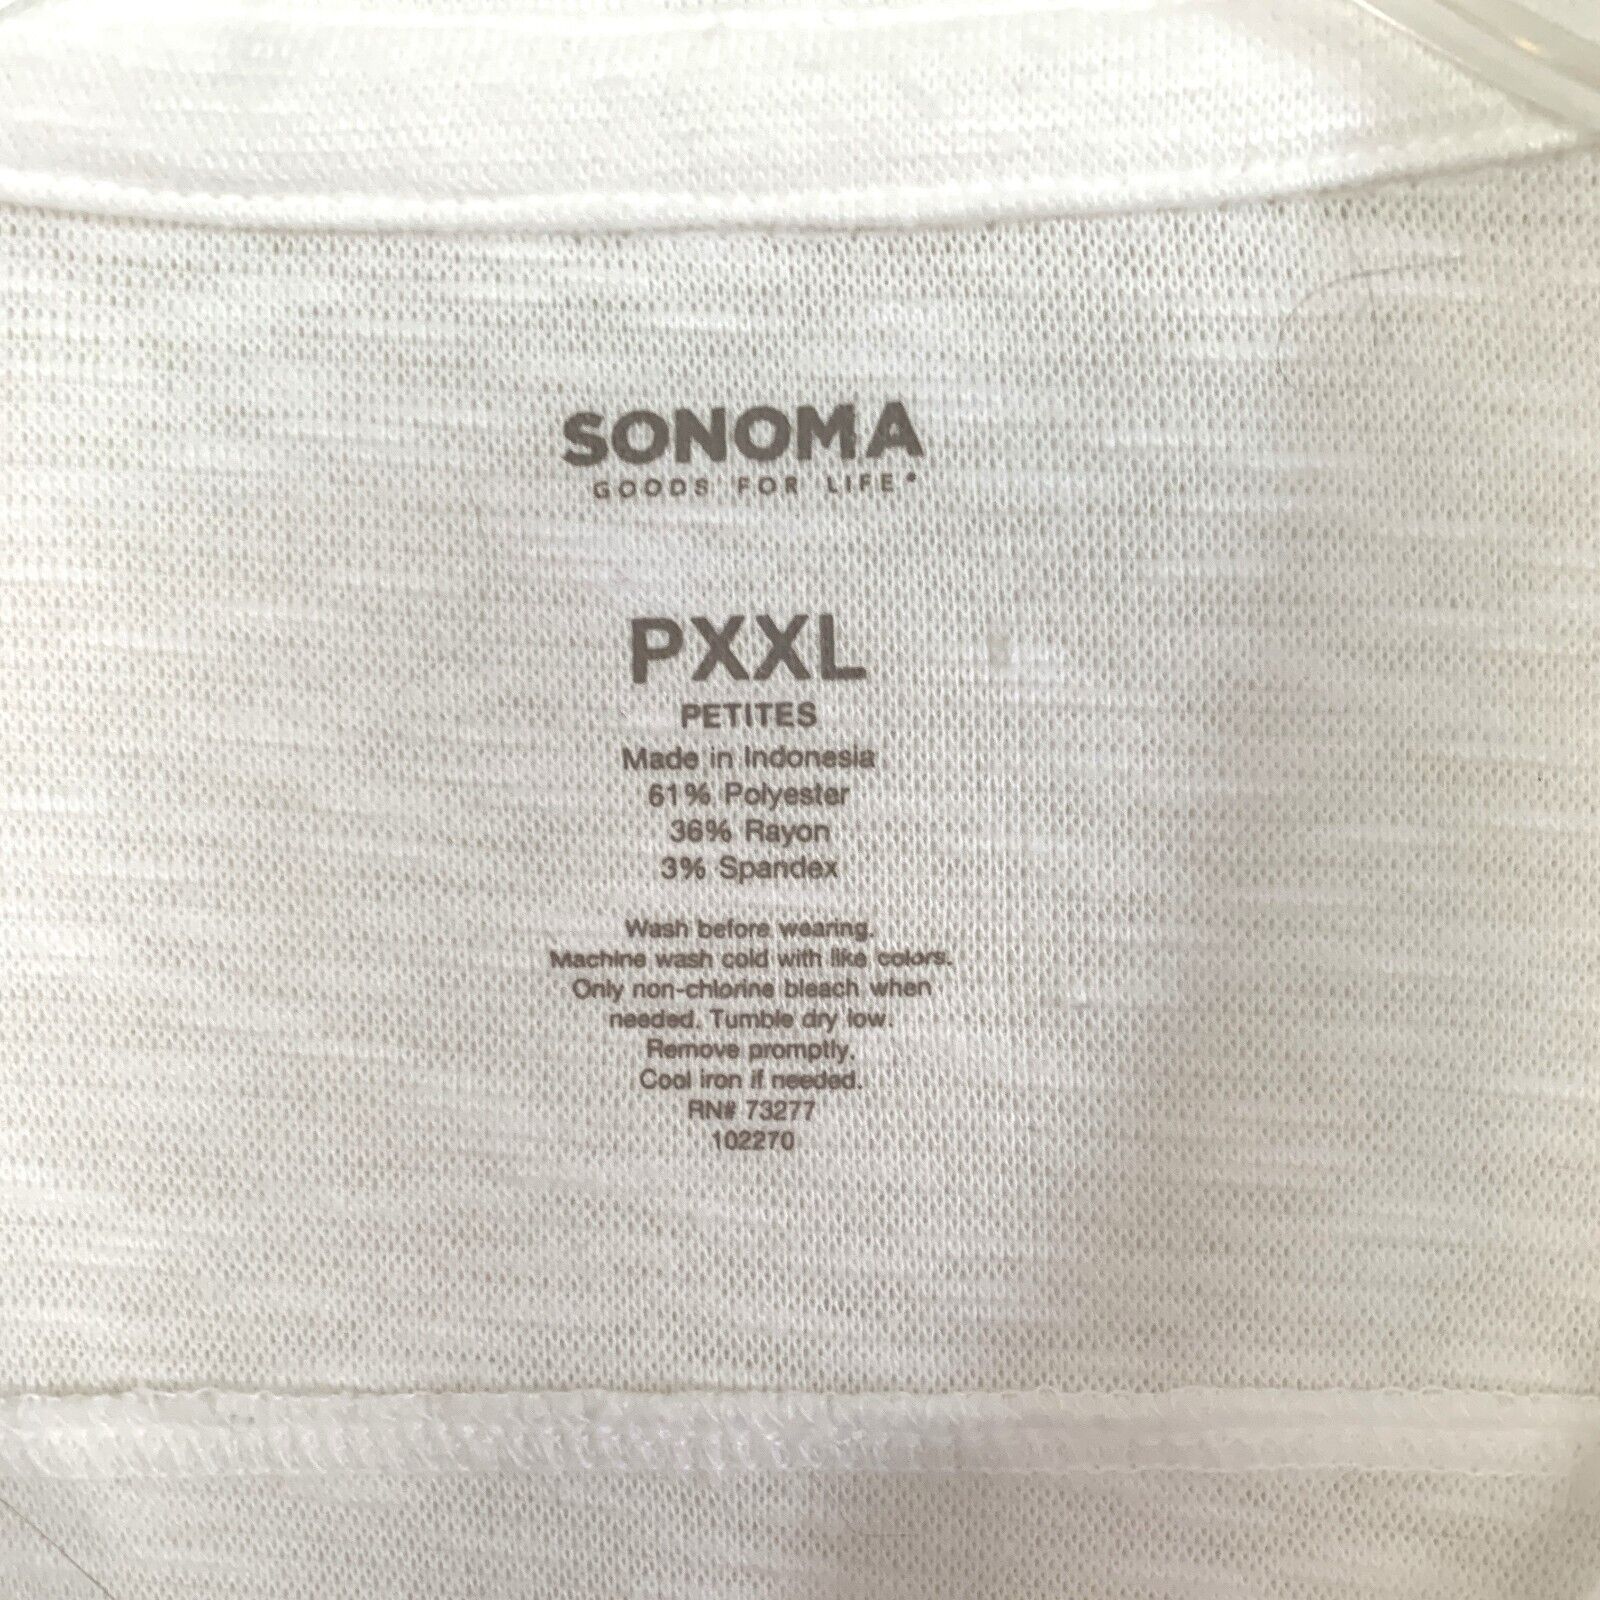 SONOMA
GOODS FOR LIFE®
PXXL
PETITES
Made in Indonesia
61% Polyester
36% Rayon
3% Spandex
Wash before wearing.
Machine wash cold with like colors.
Only non-chlorine bleach when
needed. Tumble dry low.
Remove promptly.
Cool iron if needed.
RN# 73277
102270